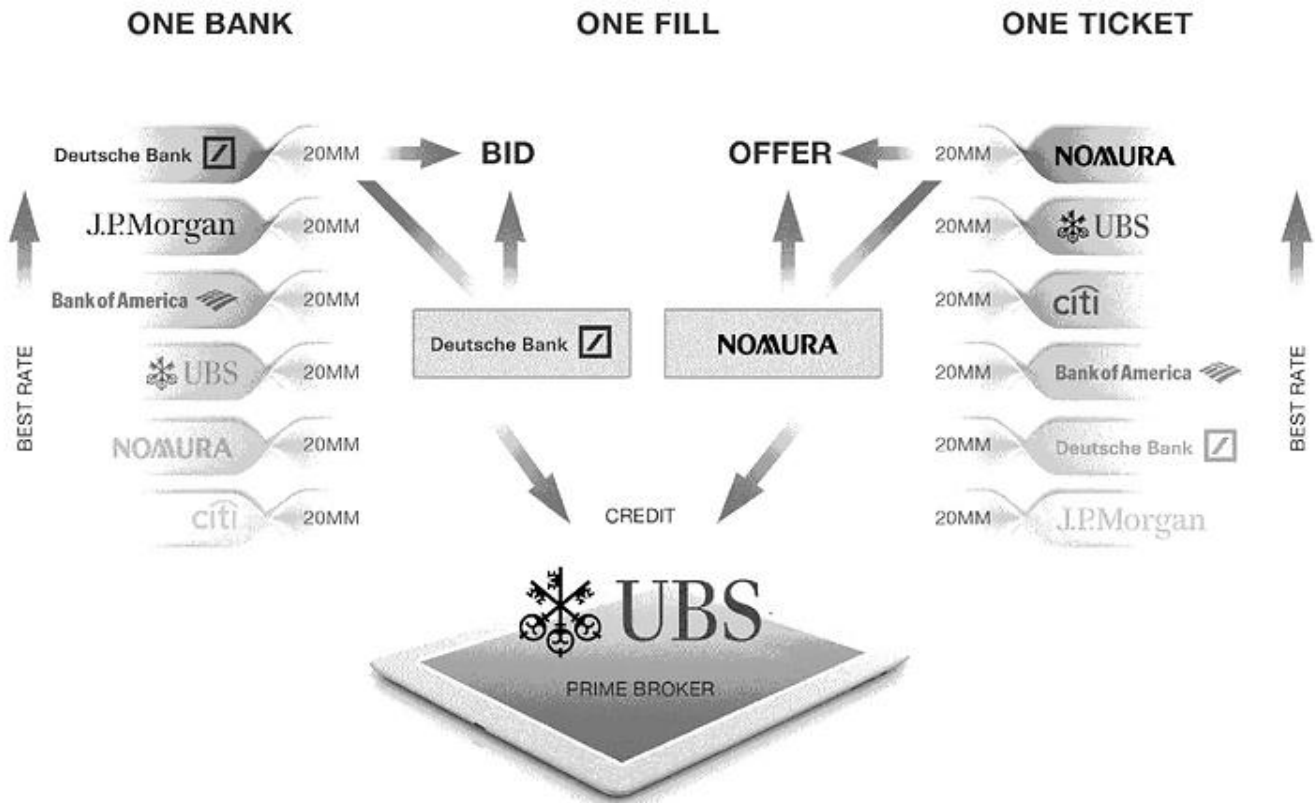 ONE BANK
ONE FILL
ONE TICKET
Deutsche Bank
20MM
BID
OFFER
20MM
NOMURA
J.P.Morgan
20MM
20MM
UBS
Bank of America
20MM
Deutsche Bank
NOMURA
20MM
citi
UBS
20MM
20MM
Bank of America
NOMURA
20MM
20MM
Deutsche Bank
citi
20MM
20MM
J.P.Morgan
BEST RATE
BEST RATE
CREDIT
UBS
PRIME BROKER